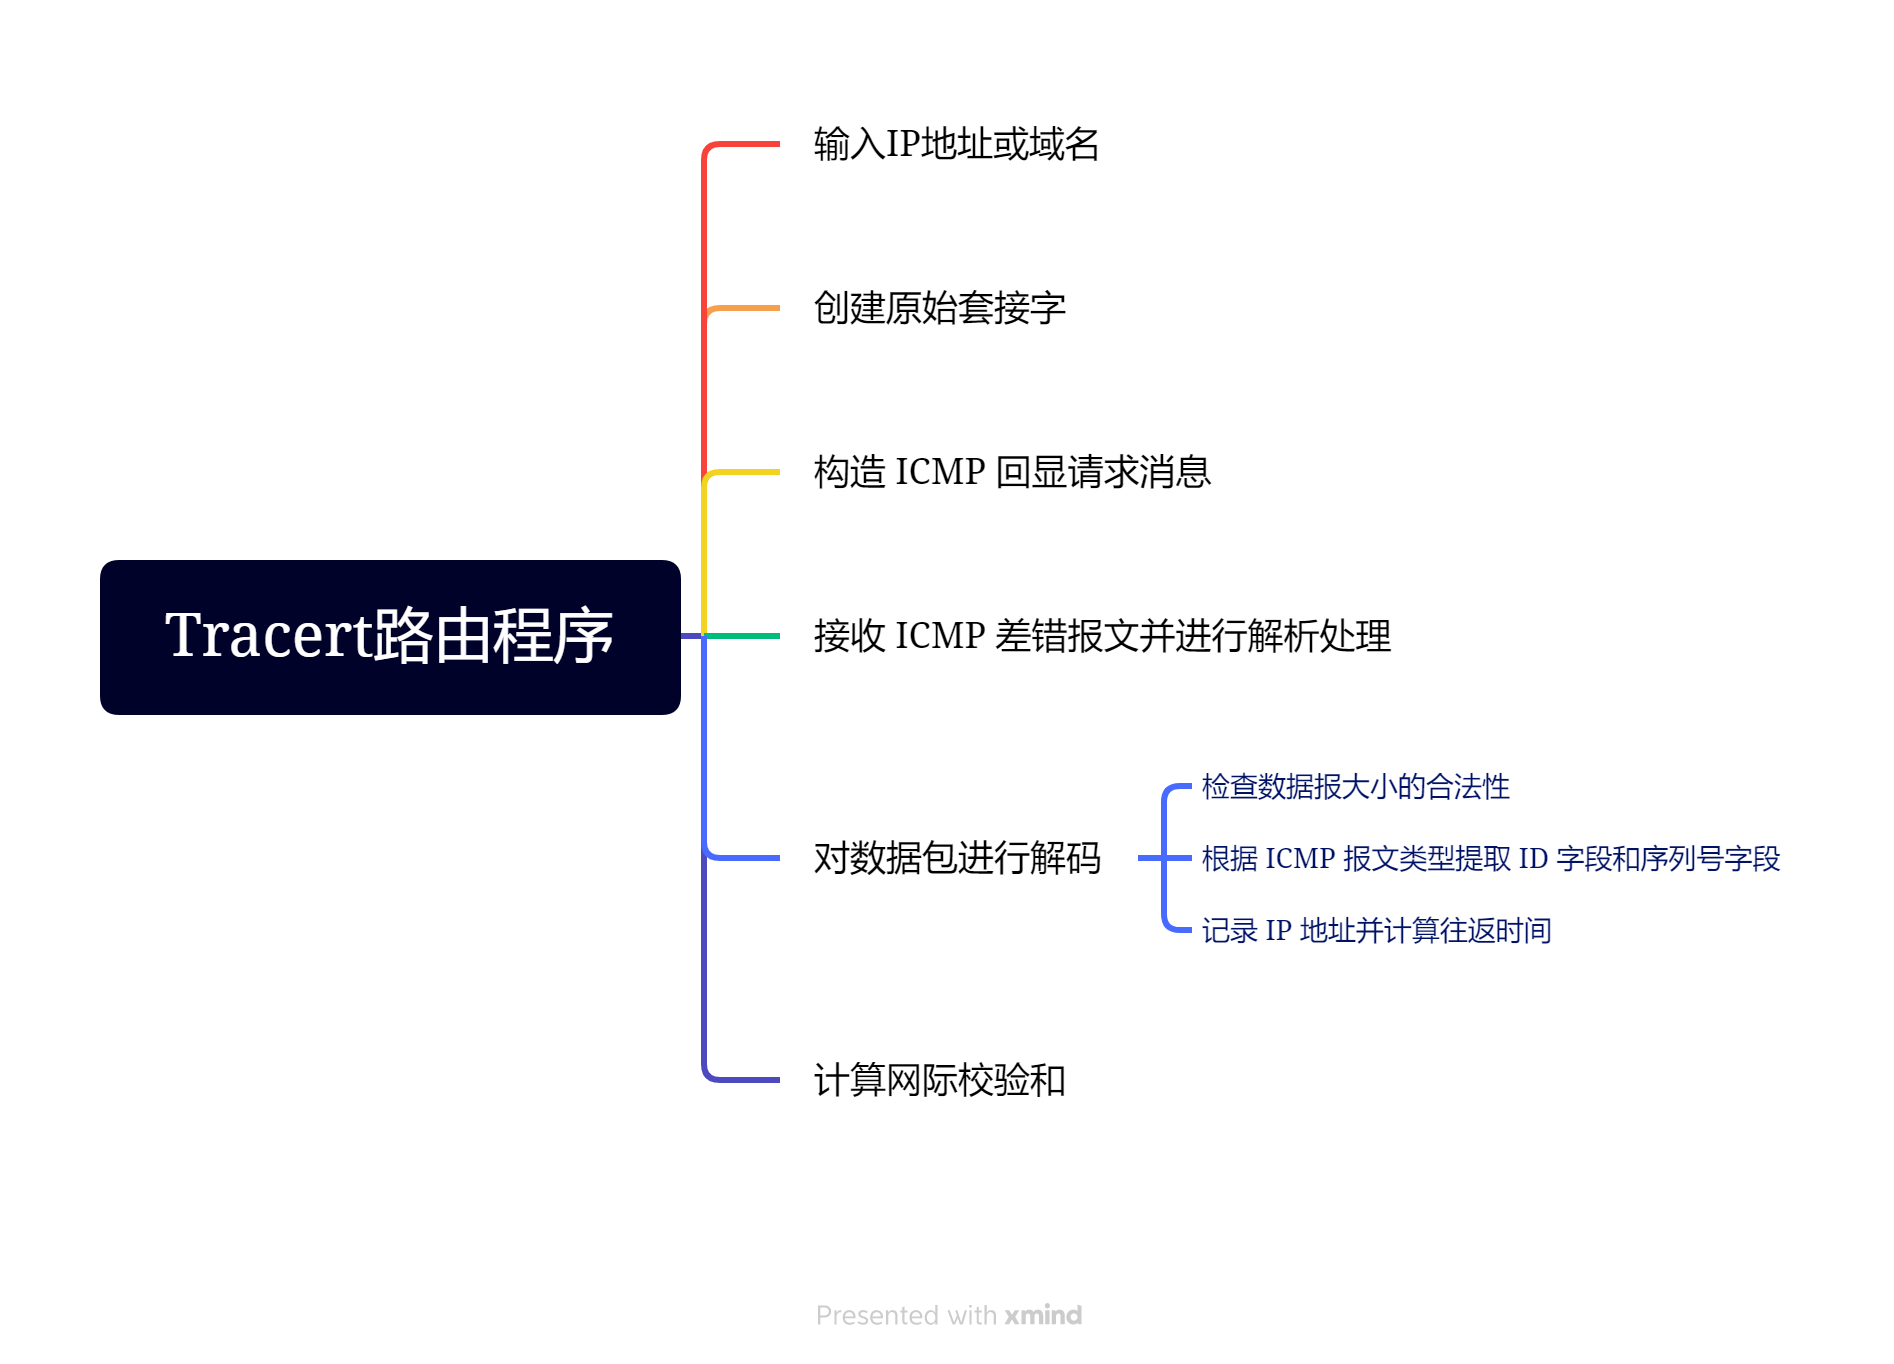 输入IP地址或域名
创建原始套接字
构造 ICMP 回显请求消息
Tracert路由程序
接收 ICMP 差错报文并进行解析处理
对数据包进行解码
检查数据报大小的合法性
根据 ICMP 报文类型提取 ID 字段和序列号字段
记录 IP 地址并计算往返时间
计算网际校验和
Presented with xmind